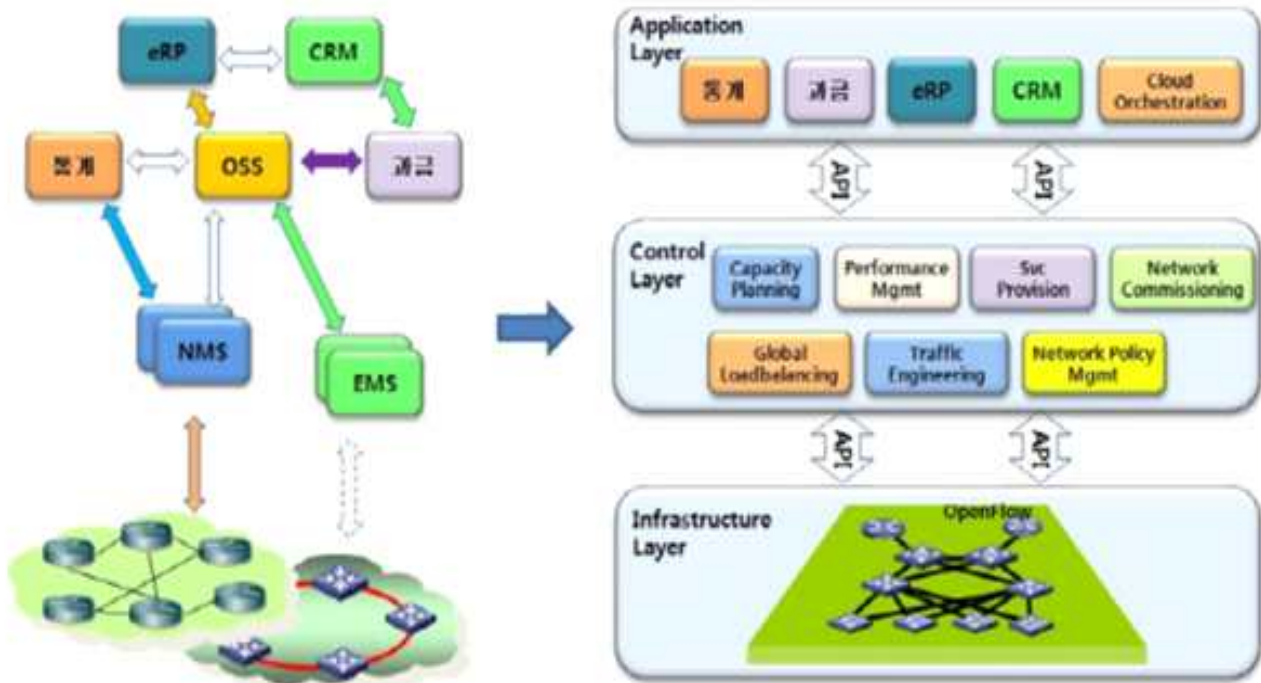 eRP
CRM
통계
OSS
과금
NMS
EMS
Application
Layer
통계
과금
eRP
CRM
Cloud
Orchestration
API
API
Control
Layer
Capacity
Planning
Performance
Mgmt
Svc
Provision
Network
Commissioning
Global
Loadbalancing
Traffic
Engineering
Network Policy
Mgmt
API
API
Infrastructure
Layer
OpenFlow